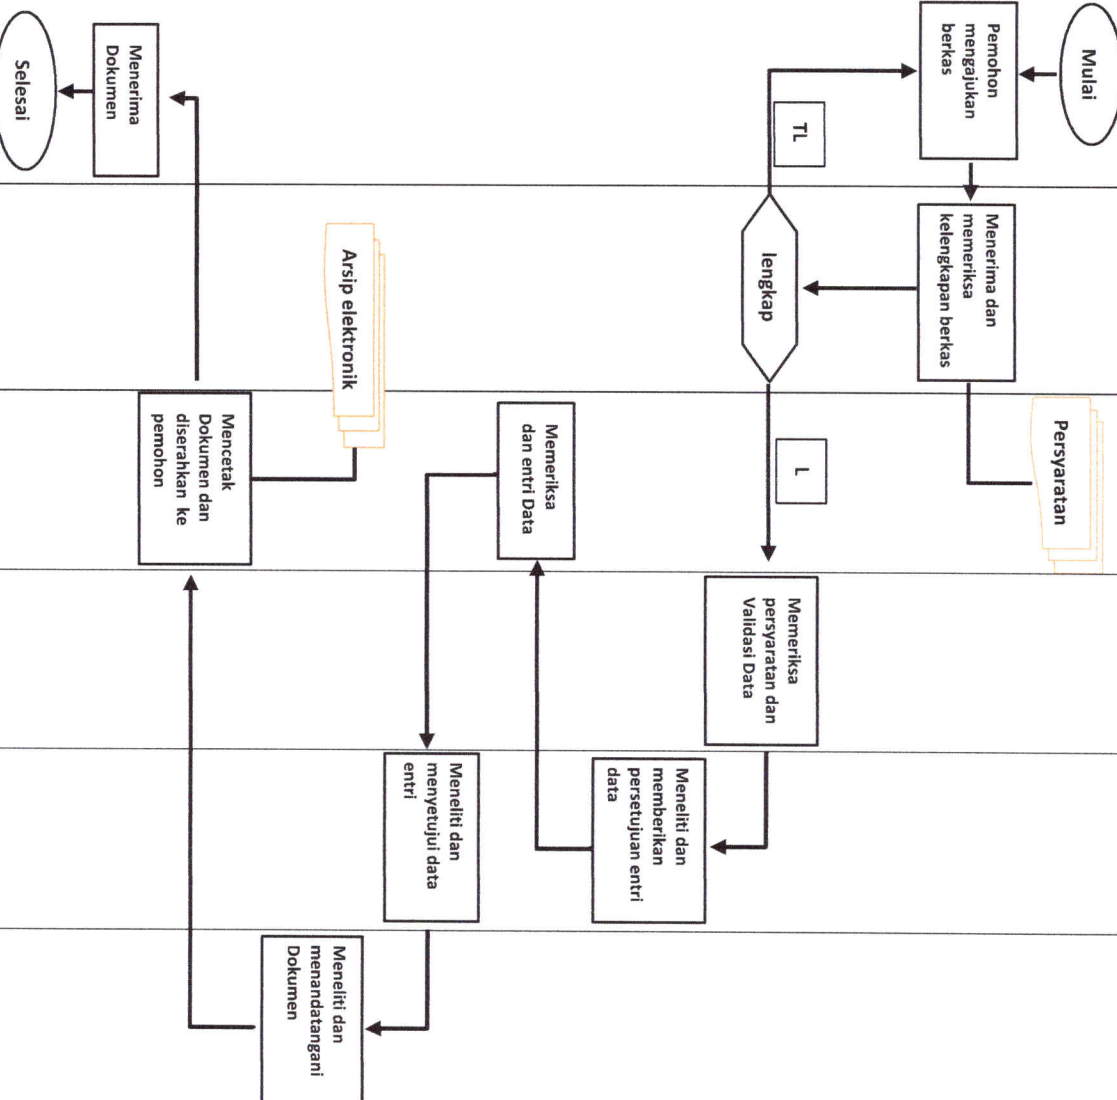 Mulai
Pemohon
mengajukan
berkas
Menerima dan
memeriksa
kelengkapan berkas
Persyaratan
TL
lengkap
L
Memeriksa
persyaratan dan
Validasi Data
Meneliti dan
memberikan
persetujuan entri
data
Memeriksa
dan entri Data
Meneliti dan
menyetujui data
entri
Meneliti dan
menandatangani
Dokumen
Arsip elektronik
Mencetak
Dokumen dan
diserahkan ke
pemohon
Menerima
Dokumen
Selesai